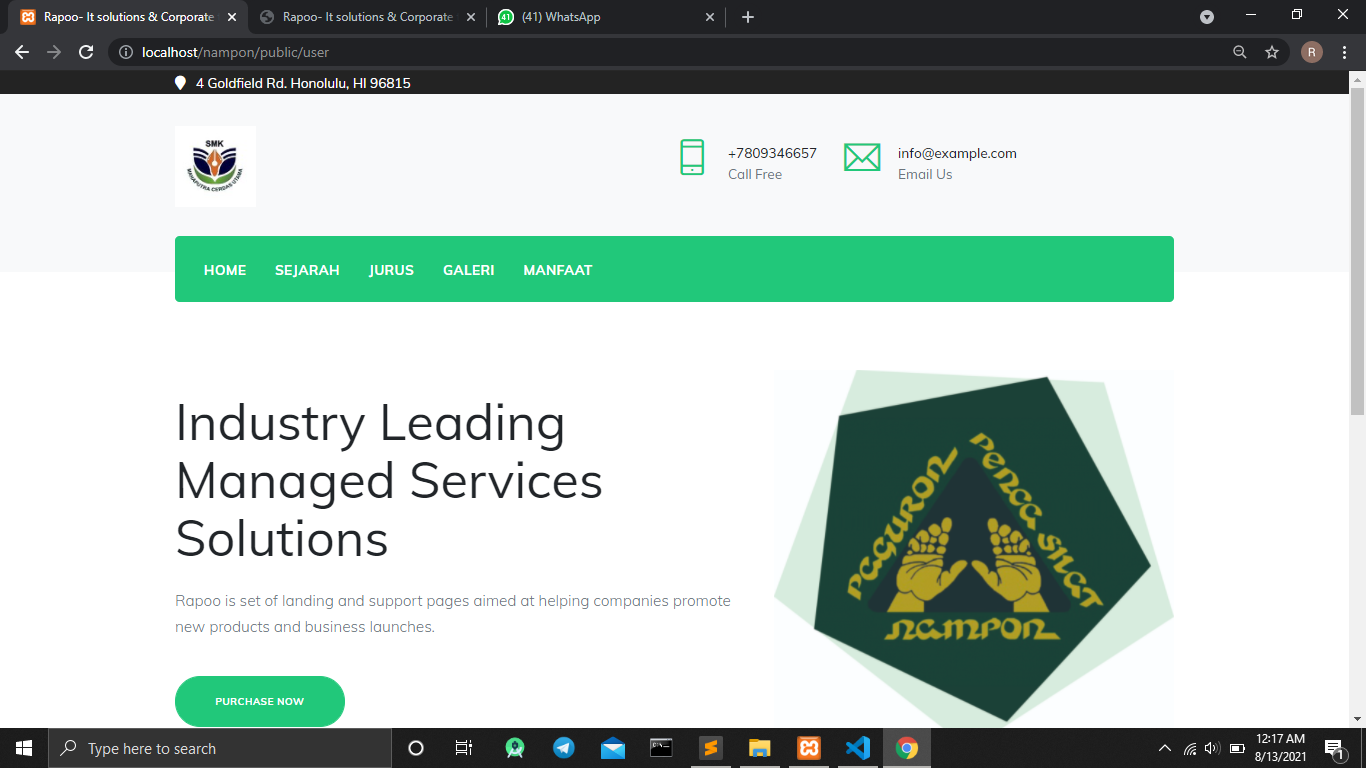 Rapoo- It solutions & Corporate
Rapoo- It solutions & Corporate
(41) WhatsApp
localhost/nampon/public/user
R
4 Goldfield Rd. Honolulu, HI 96815
SMK
MAHAPUTRA CERDAS UTAMA
+7809346657
Call Free
info@example.com
Email Us
HOME SEJARAH JURUS GALERI MANFAAT
Industry Leading
Managed Services
Solutions
Rapoo is set of landing and support pages aimed at helping companies promote
new products and business launches.
PURCHASE NOW
PAGURON
PENCA SILAT
NAMPON
Type here to search
12:17 AM
8/13/2021
1